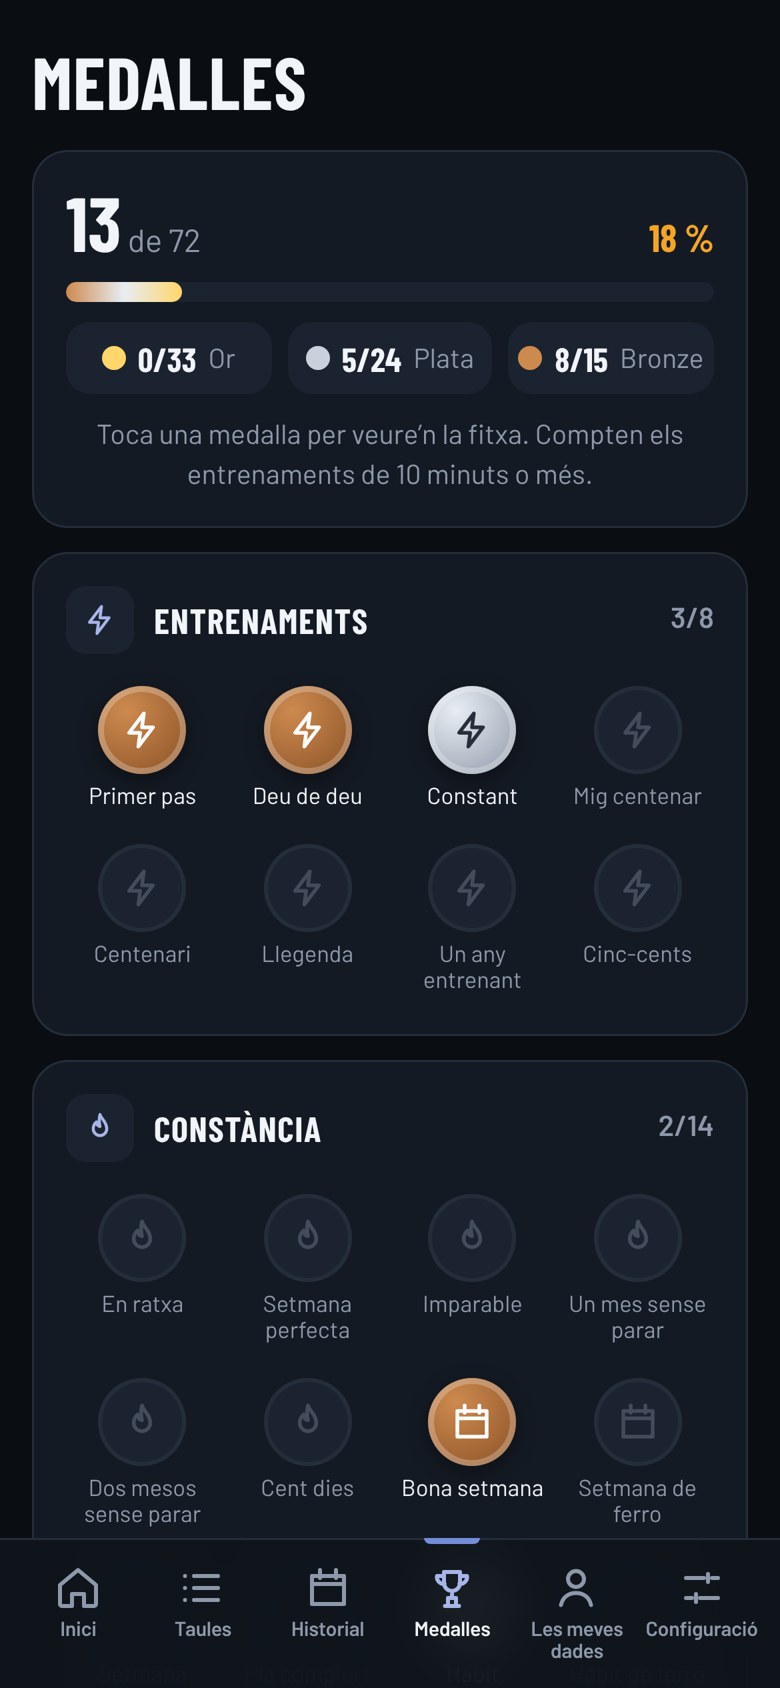 MEDALLES
13 de 72
18 %
0/33 Or
5/24 Plata
8/15 Bronze
Toca una medalla per veure’n la fitxa. Compten els
entrenaments de 10 minuts o més.
ENTRENAMENTS
3/8
Primer pas
Deu de deu
Constant
Mig centenar
Centenari
Llegenda
Un any
entrenant
Cinc-cents
CONSTÀNCIA
2/14
En ratxa
Setmana
perfecta
Imparable
Un mes sense
parar
Dos mesos
sense parar
Cent dies
Bona setmana
Setmana de
ferro
Inici
Taules
Historial
Medalles
Les meves
dades
Configuració